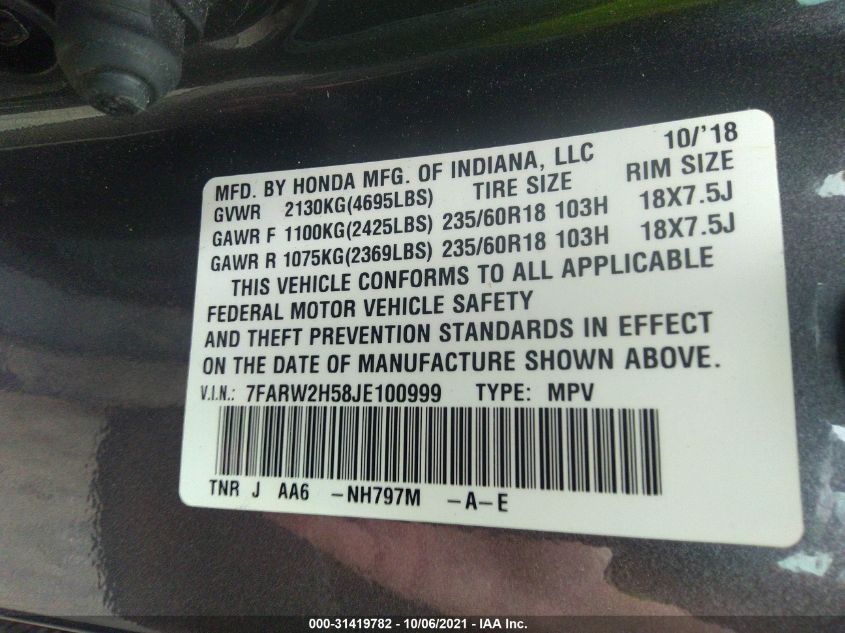 MFD. BY HONDA MFG. OF INDIANA, LLC 10/'18
GVWR 2130KG(4695LBS) TIRE SIZE RIM SIZE
GAWR F 1100KG(2425LBS) 235/60R18 103H 18X7.5J
GAWR R 1075KG(2369LBS) 235/60R18 103H 18X7.5J
THIS VEHICLE CONFORMS TO ALL APPLICABLE
FEDERAL MOTOR VEHICLE SAFETY
AND THEFT PREVENTION STANDARDS IN EFFECT
ON THE DATE OF MANUFACTURE SHOWN ABOVE.
V.I.N.: 7FARW2H58JE100999 TYPE: MPV
TNR J AA6 -NH797M -A-E
000-31419782 - 10/06/2021 - IAA Inc.